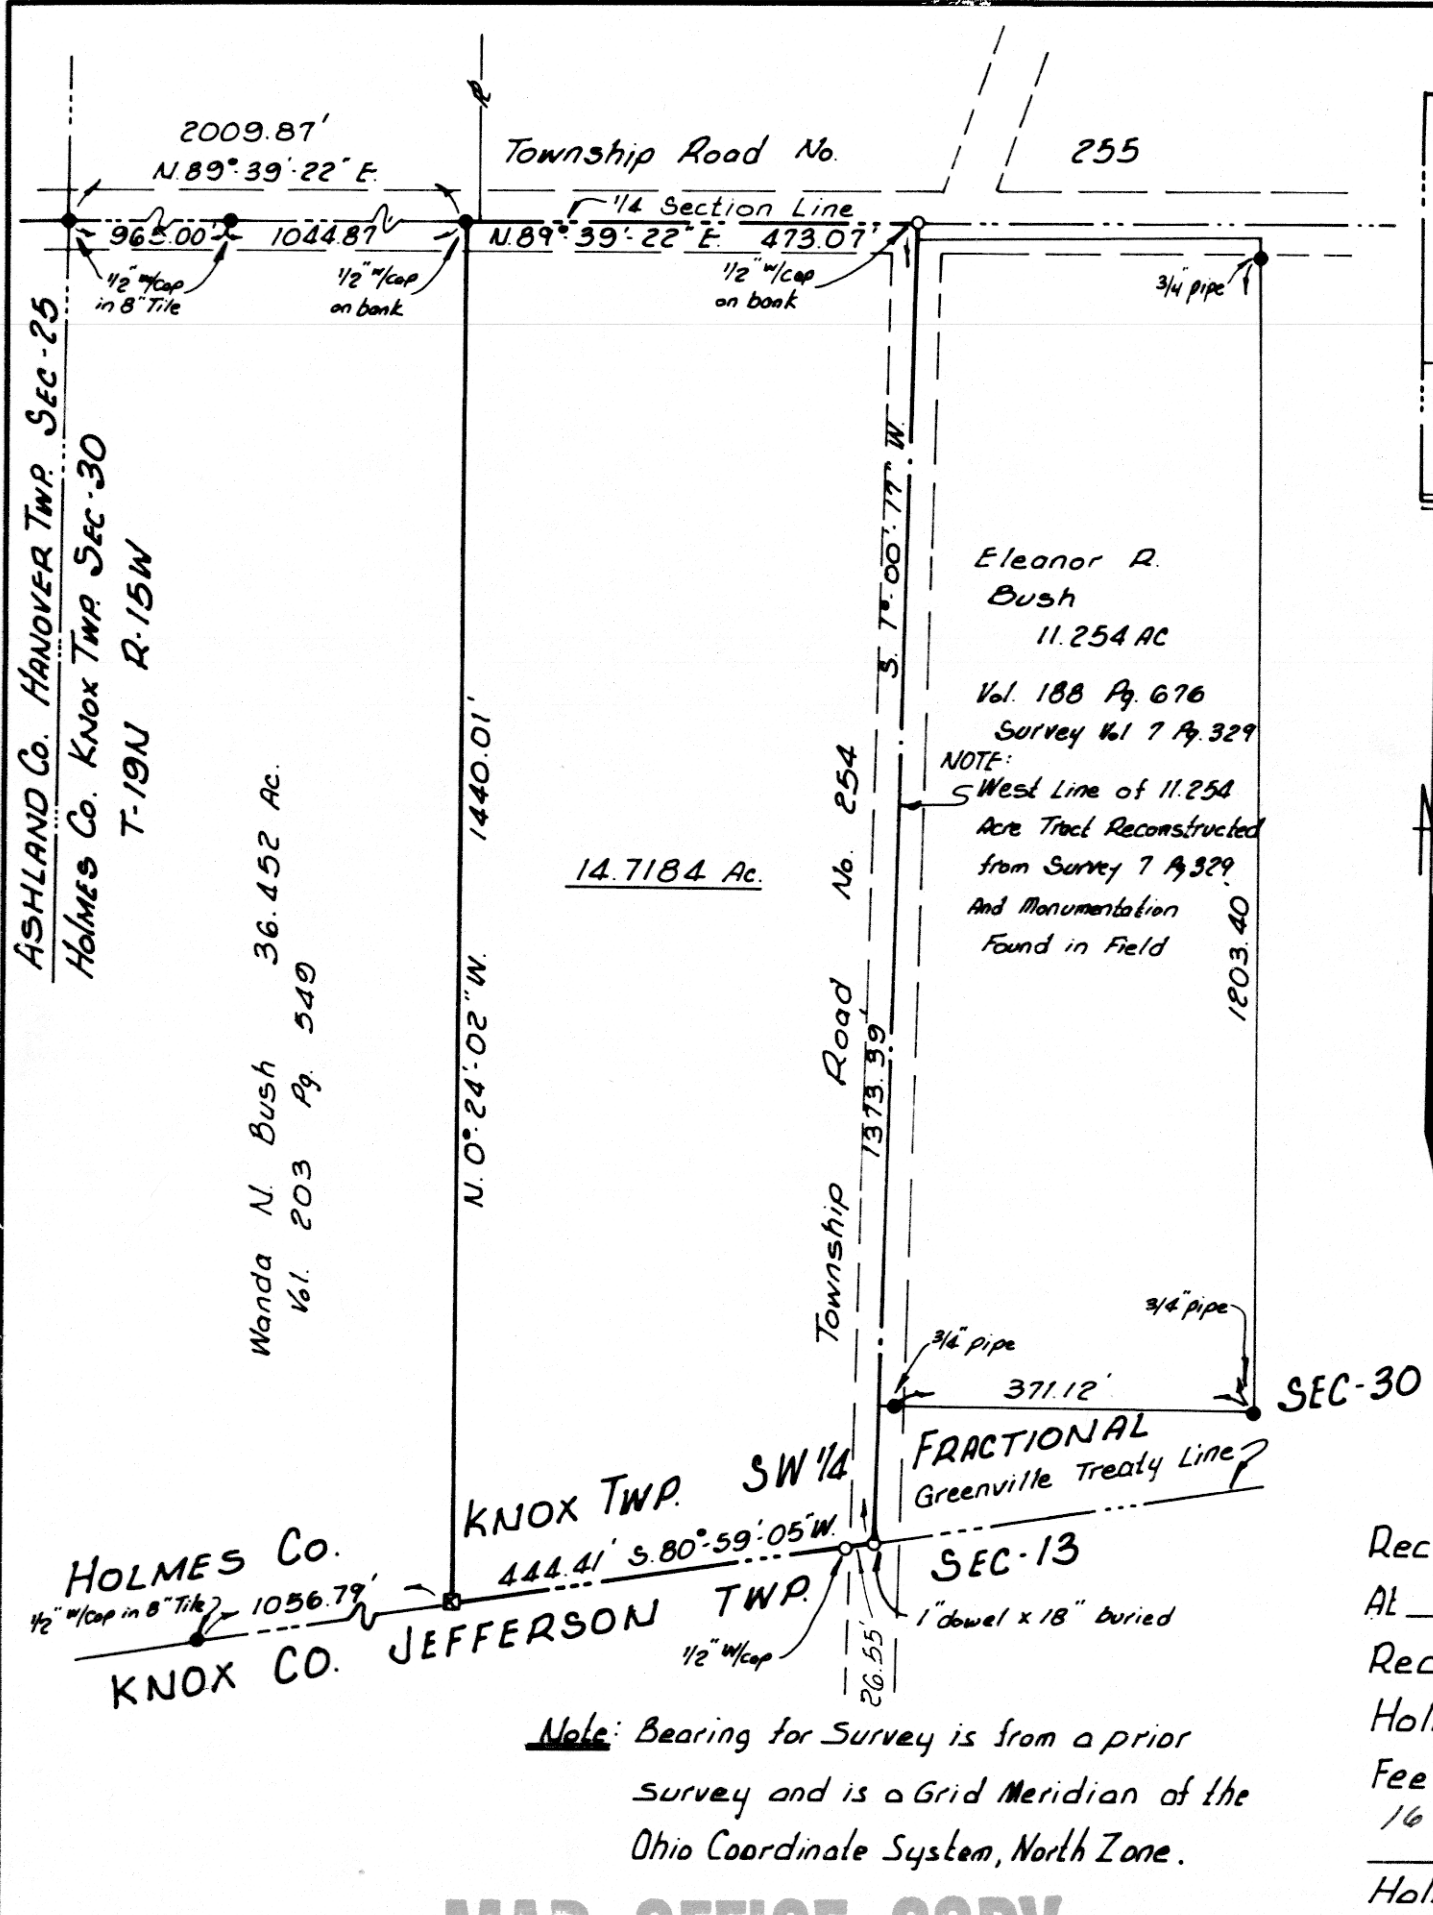 2009.87'
N.89°-39'-22" E.
Township Road No. 255
1/4 Section Line
965.00' 1044.87' N.89°-39'-22" E. 473.07'
1/2" w/cap
in 8" Tile
1/2" w/cap
on bank
1/2" w/cap
on bank
3/4" pipe
ASHLAND Co. HANOVER TWP. SEC-25
HOLMES Co. KNOX TWP. SEC-30
T-19N R-15W
Wanda N. Bush 36.452 Ac.
Vol. 203 Pg. 549
N. 0°-24'-02" W. 1440.01'
14.7184 Ac.
S. 1°-00'-77" W.
1373.39'
Township Road No. 254
Eleanor R.
Bush
11.254 AC
Vol. 188 Pg. 676
Survey Vol 7 Pg. 329
NOTE:
West Line of 11.254
Acre Tract Reconstructed
from Survey 7 Pg 329
And Monumentation
Found in Field
1203.40'
3/4" pipe
3/4" pipe
371.12'
SEC-30
FRACTIONAL
Greenville Treaty Line
KNOX TWP. SW 1/4
444.41' S.80°-59'-05" W.
HOLMES Co.
1/2" w/cap in 8" Tile
1056.79'
KNOX CO. JEFFERSON TWP. SEC-13
1/2" w/cap
26.55'
1" dowel x 18" buried
Note: Bearing for Survey is from a prior
survey and is a Grid Meridian of the
Ohio Coordinate System, North Zone.
Rec
At
Rec
Hol
Fee
16
Hol
MAP OFFICE COPY